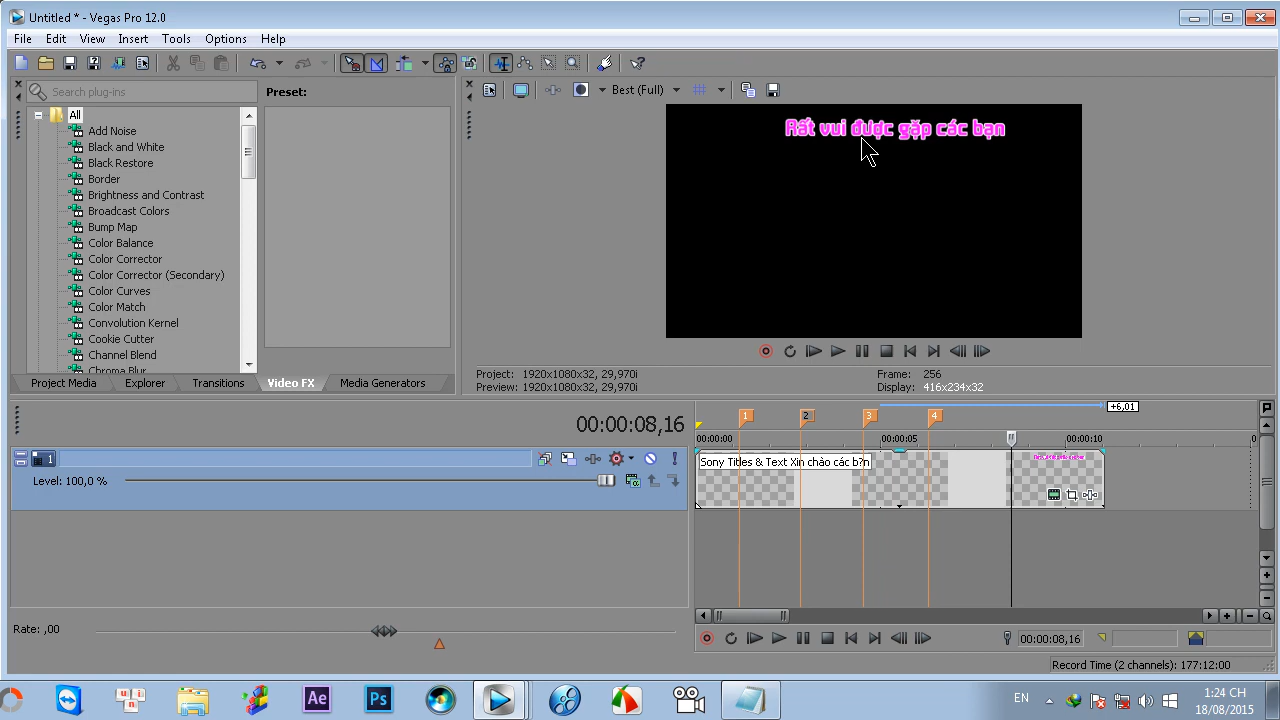 Untitled * - Vegas Pro 12.0
File Edit View Insert Tools Options Help
Search plug-ins
Preset:
Best (Full)
All
Add Noise
Black and White
Black Restore
Border
Brightness and Contrast
Broadcast Colors
Bump Map
Color Balance
Color Corrector
Color Corrector (Secondary)
Color Curves
Color Match
Convolution Kernel
Cookie Cutter
Channel Blend
Chroma Blur
Rất vui được gặp các bạn
Project Media Explorer Transitions Video FX Media Generators
Project: 1920x1080x32, 29,970i
Preview: 1920x1080x32, 29,970i
Frame: 256
Display: 416x234x32
00:00:08,16
+6,01
1 2 3 4
00:00:00 00:00:05 00:00:10 0
1
Level: 100,0 %
Sony Titles & Text Xin chào các b?n
Rate: ,00
00:00:08,16
Record Time (2 channels): 177:12:00
Ae Ps
EN
1:24 CH
18/08/2015